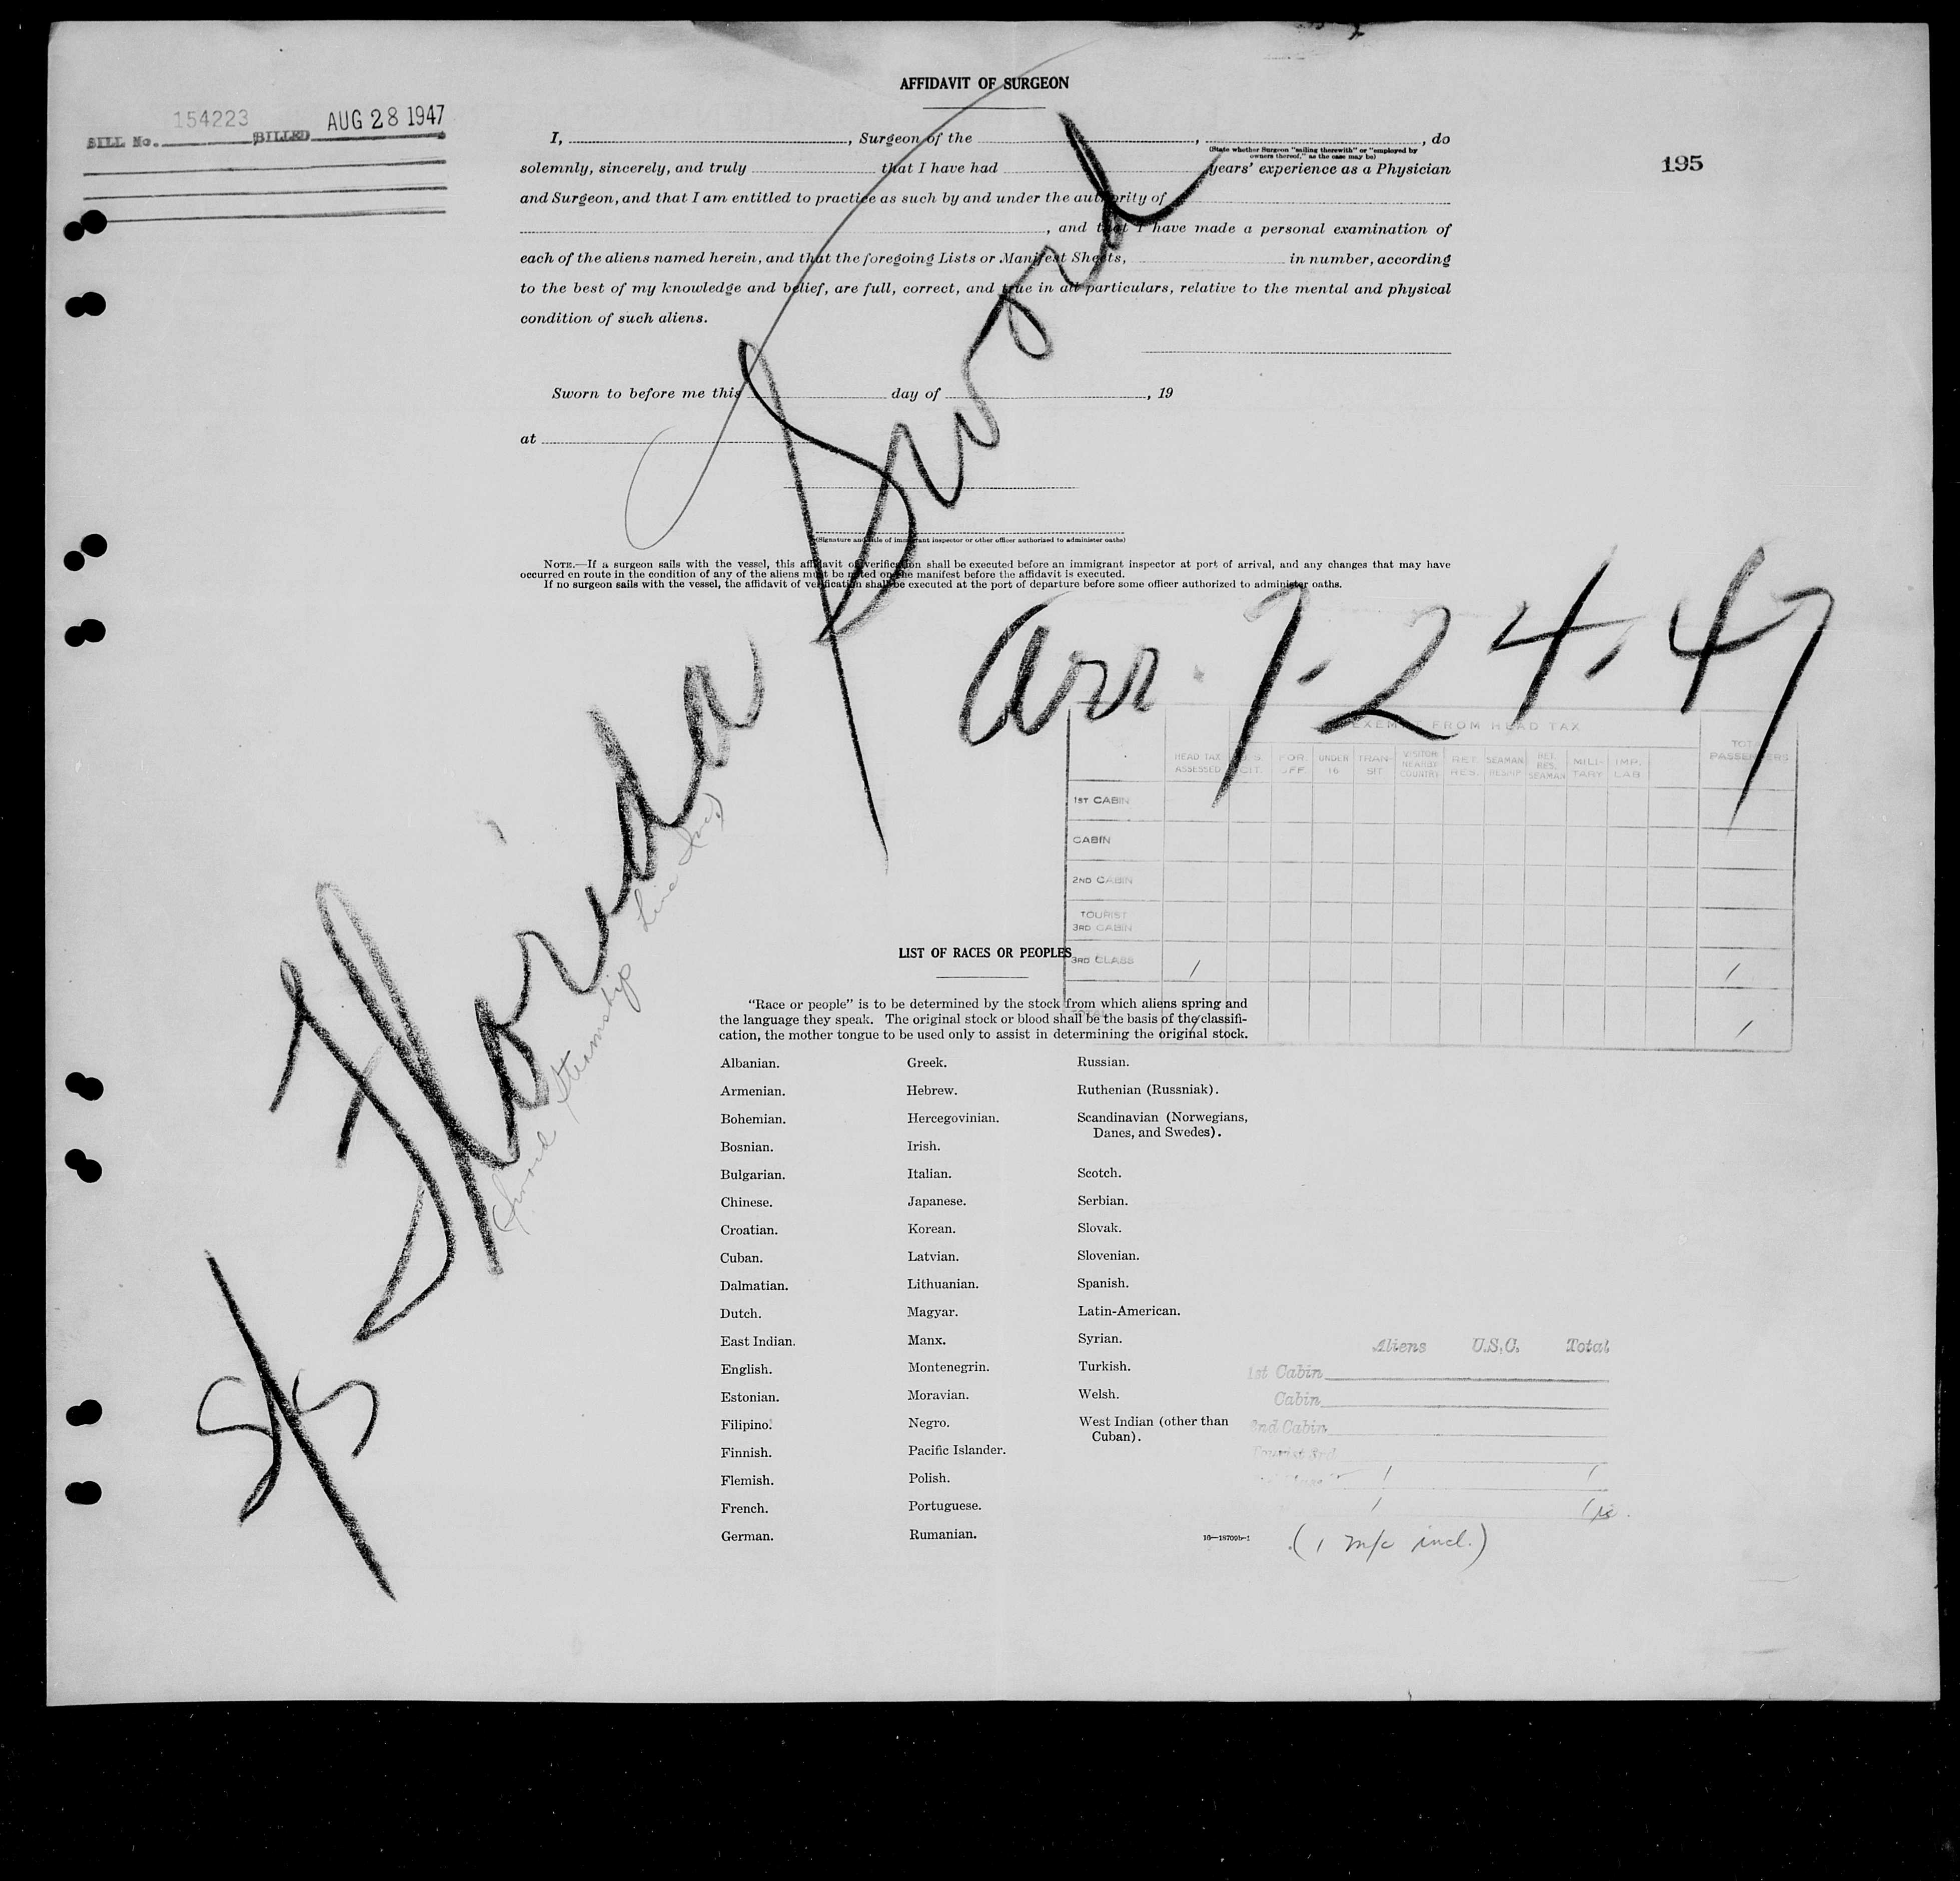 AFFIDAVIT OF SURGEON
BILL No. 154223 BILLED AUG 28 1947
195
I, , Surgeon of the , , do
(State whether Surgeon "sailing therewith" or "employed by
owners thereof," as the case may be)
solemnly, sincerely, and truly that I have had years' experience as a Physician
and Surgeon, and that I am entitled to practice as such by and under the authority of
, and that I have made a personal examination of
each of the aliens named herein, and that the foregoing Lists or Manifest Sheets, in number, according
to the best of my knowledge and belief, are full, correct, and true in all particulars, relative to the mental and physical
condition of such aliens.
Sworn to before me this day of , 19
at
(Signature and title of immigrant inspector or other officer authorized to administer oaths)
NOTE.—If a surgeon sails with the vessel, this affidavit of verification shall be executed before an immigrant inspector at port of arrival, and any changes that may have
occurred en route in the condition of any of the aliens must be noted on the manifest before the affidavit is executed.
If no surgeon sails with the vessel, the affidavit of verification shall be executed at the port of departure before some officer authorized to administer oaths.
S/S Florida Sword
(Sword Steamship Line Inc)
arr. 7-24-47
EXEMPT FROM HEAD TAX
HEAD TAX ASSESSED U.S. CIT. FOR. OFF. UNDER 16 TRAN-SIT VISITOR NEARBY COUNTRY RET. RES. SEAMAN RESHIP RET. RES. SEAMAN MILI-TARY IMP. LAB TOTAL PASSENGERS
1ST CABIN
CABIN
2ND CABIN
TOURIST
3RD CABIN
3RD CLASS 1 1
TOTAL 1 1
LIST OF RACES OR PEOPLES
"Race or people" is to be determined by the stock from which aliens spring and
the language they speak. The original stock or blood shall be the basis of the classifi-
cation, the mother tongue to be used only to assist in determining the original stock.
Albanian. Greek. Russian.
Armenian. Hebrew. Ruthenian (Russniak).
Bohemian. Hercegovinian. Scandinavian (Norwegians,
Danes, and Swedes).
Bosnian. Irish.
Bulgarian. Italian. Scotch.
Chinese. Japanese. Serbian.
Croatian. Korean. Slovak.
Cuban. Latvian. Slovenian.
Dalmatian. Lithuanian. Spanish.
Dutch. Magyar. Latin-American.
East Indian. Manx. Syrian.
English. Montenegrin. Turkish.
Estonian. Moravian. Welsh.
Filipino. Negro. West Indian (other than
Cuban).
Finnish. Pacific Islander.
Flemish. Polish.
French. Portuguese.
German. Rumanian.
16—18709b-1
Aliens U.S.C. Total
1st Cabin
Cabin
2nd Cabin
Tourist 3rd
1 1
1 1
(1 m/c incl.)